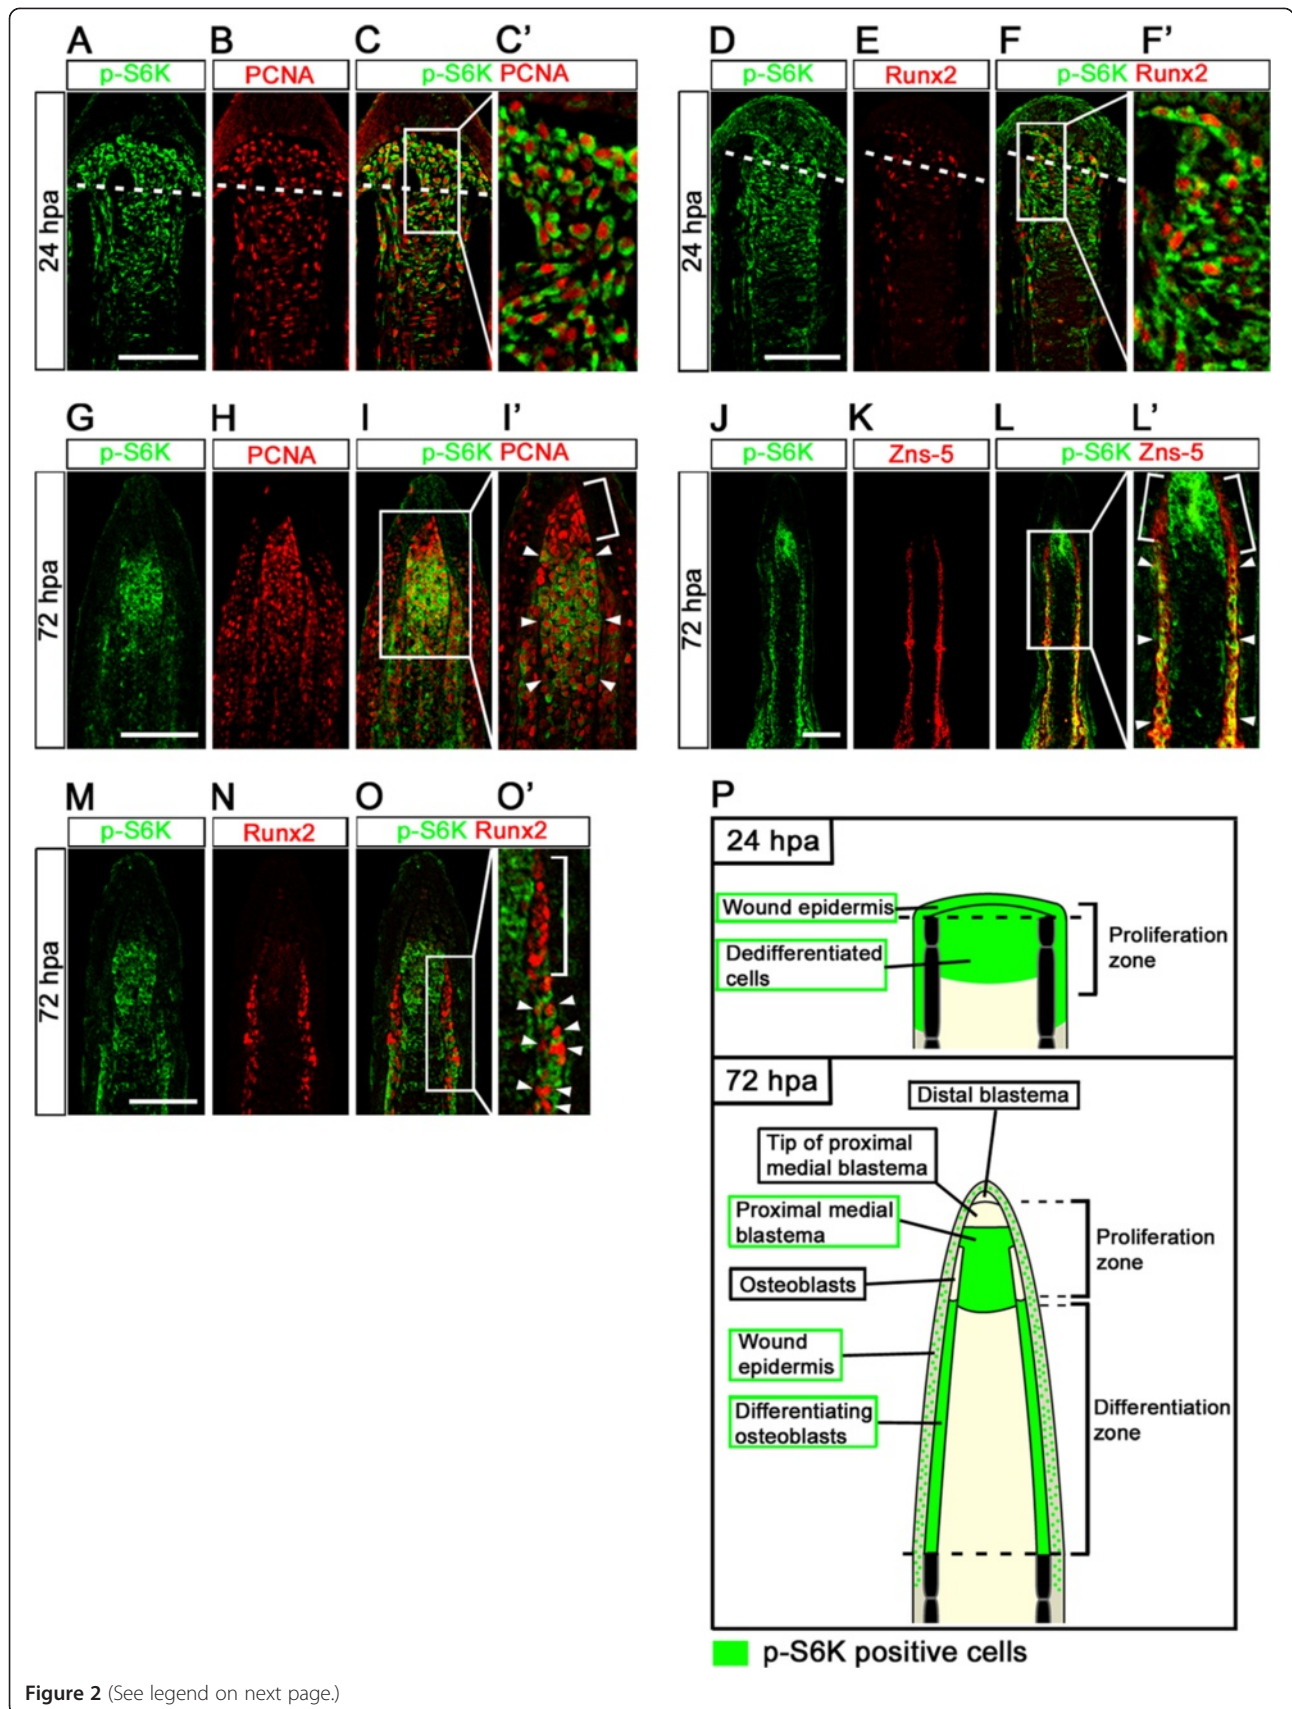 A B C C'
p-S6K PCNA p-S6K PCNA
24 hpa
D E F F'
p-S6K Runx2 p-S6K Runx2
24 hpa
G H I I'
p-S6K PCNA p-S6K PCNA
72 hpa
J K L L'
p-S6K Zns-5 p-S6K Zns-5
72 hpa
M N O O'
p-S6K Runx2 p-S6K Runx2
72 hpa
P
24 hpa
Wound epidermis
Dedifferentiated
cells
Proliferation
zone
72 hpa
Distal blastema
Tip of proximal
medial blastema
Proximal medial
blastema
Osteoblasts
Wound
epidermis
Differentiating
osteoblasts
Proliferation
zone
Differentiation
zone
p-S6K positive cells
Figure 2 (See legend on next page.)